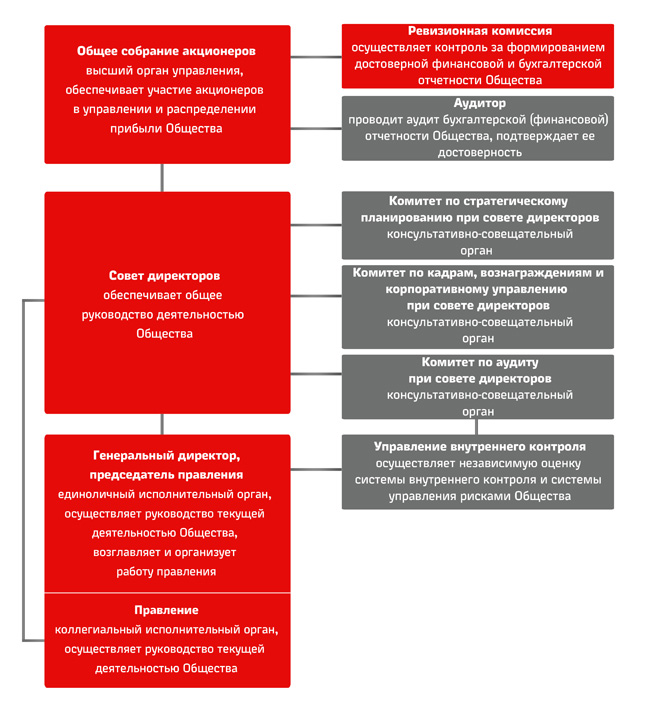 Общее собрание акционеров
высший орган управления,
обеспечивает участие акционеров
в управлении и распределении
прибыли Общества
Ревизионная комиссия
осуществляет контроль за формированием
достоверной финансовой и бухгалтерской
отчетности Общества
Аудитор
проводит аудит бухгалтерской (финансовой)
отчетности Общества, подтверждает ее
достоверность
Совет директоров
обеспечивает общее
руководство деятельностью
Общества
Комитет по стратегическому
планированию при совете директоров
консультативно-совещательный
орган
Комитет по кадрам, вознаграждениям и
корпоративному управлению
при совете директоров
консультативно-совещательный
орган
Комитет по аудиту
при совете директоров
консультативно-совещательный
орган
Генеральный директор,
председатель правления
единоличный исполнительный орган,
осуществляет руководство текущей
деятельностью Общества,
возглавляет и организует
работу правления
Управление внутреннего контроля
осуществляет независимую оценку
системы внутреннего контроля и системы
управления рисками Общества
Правление
коллегиальный исполнительный орган,
осуществляет руководство текущей
деятельностью Общества